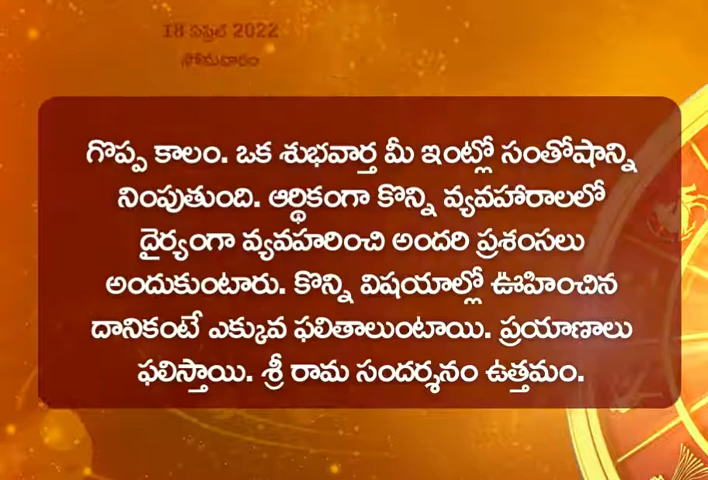 18 ఏప్రిల్ 2022
సోమవారం
గొప్ప కాలం. ఒక శుభవార్త మీ ఇంట్లో సంతోషాన్ని
నింపుతుంది. ఆర్థికంగా కొన్ని వ్యవహారాలలో
దైర్యంగా వ్యవహరించి అందరి ప్రశంసలు
అందుకుంటారు. కొన్ని విషయాల్లో ఊహించిన
దానికంటే ఎక్కువ ఫలితాలుంటాయి. ప్రయాణాలు
ఫలిస్తాయి. శ్రీ రామ సందర్శనం ఉత్తమం.